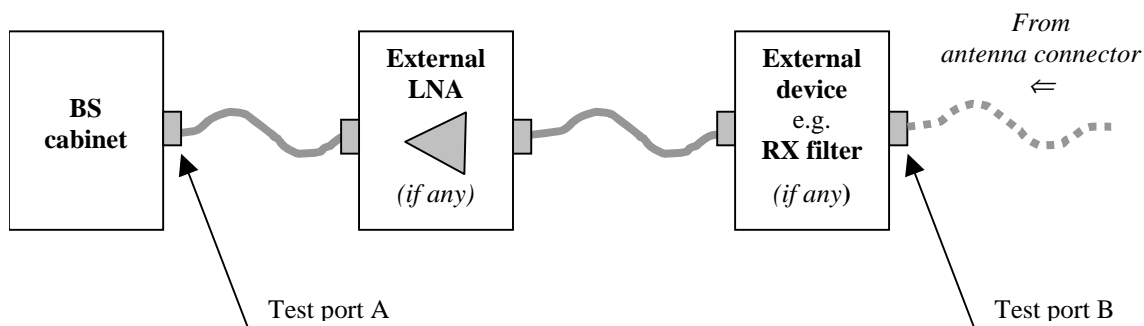 BS
cabinet
External
LNA
(if any)
External
device
e.g.
RX filter
(if any)
From
antenna connector
⇐
Test port A
Test port B